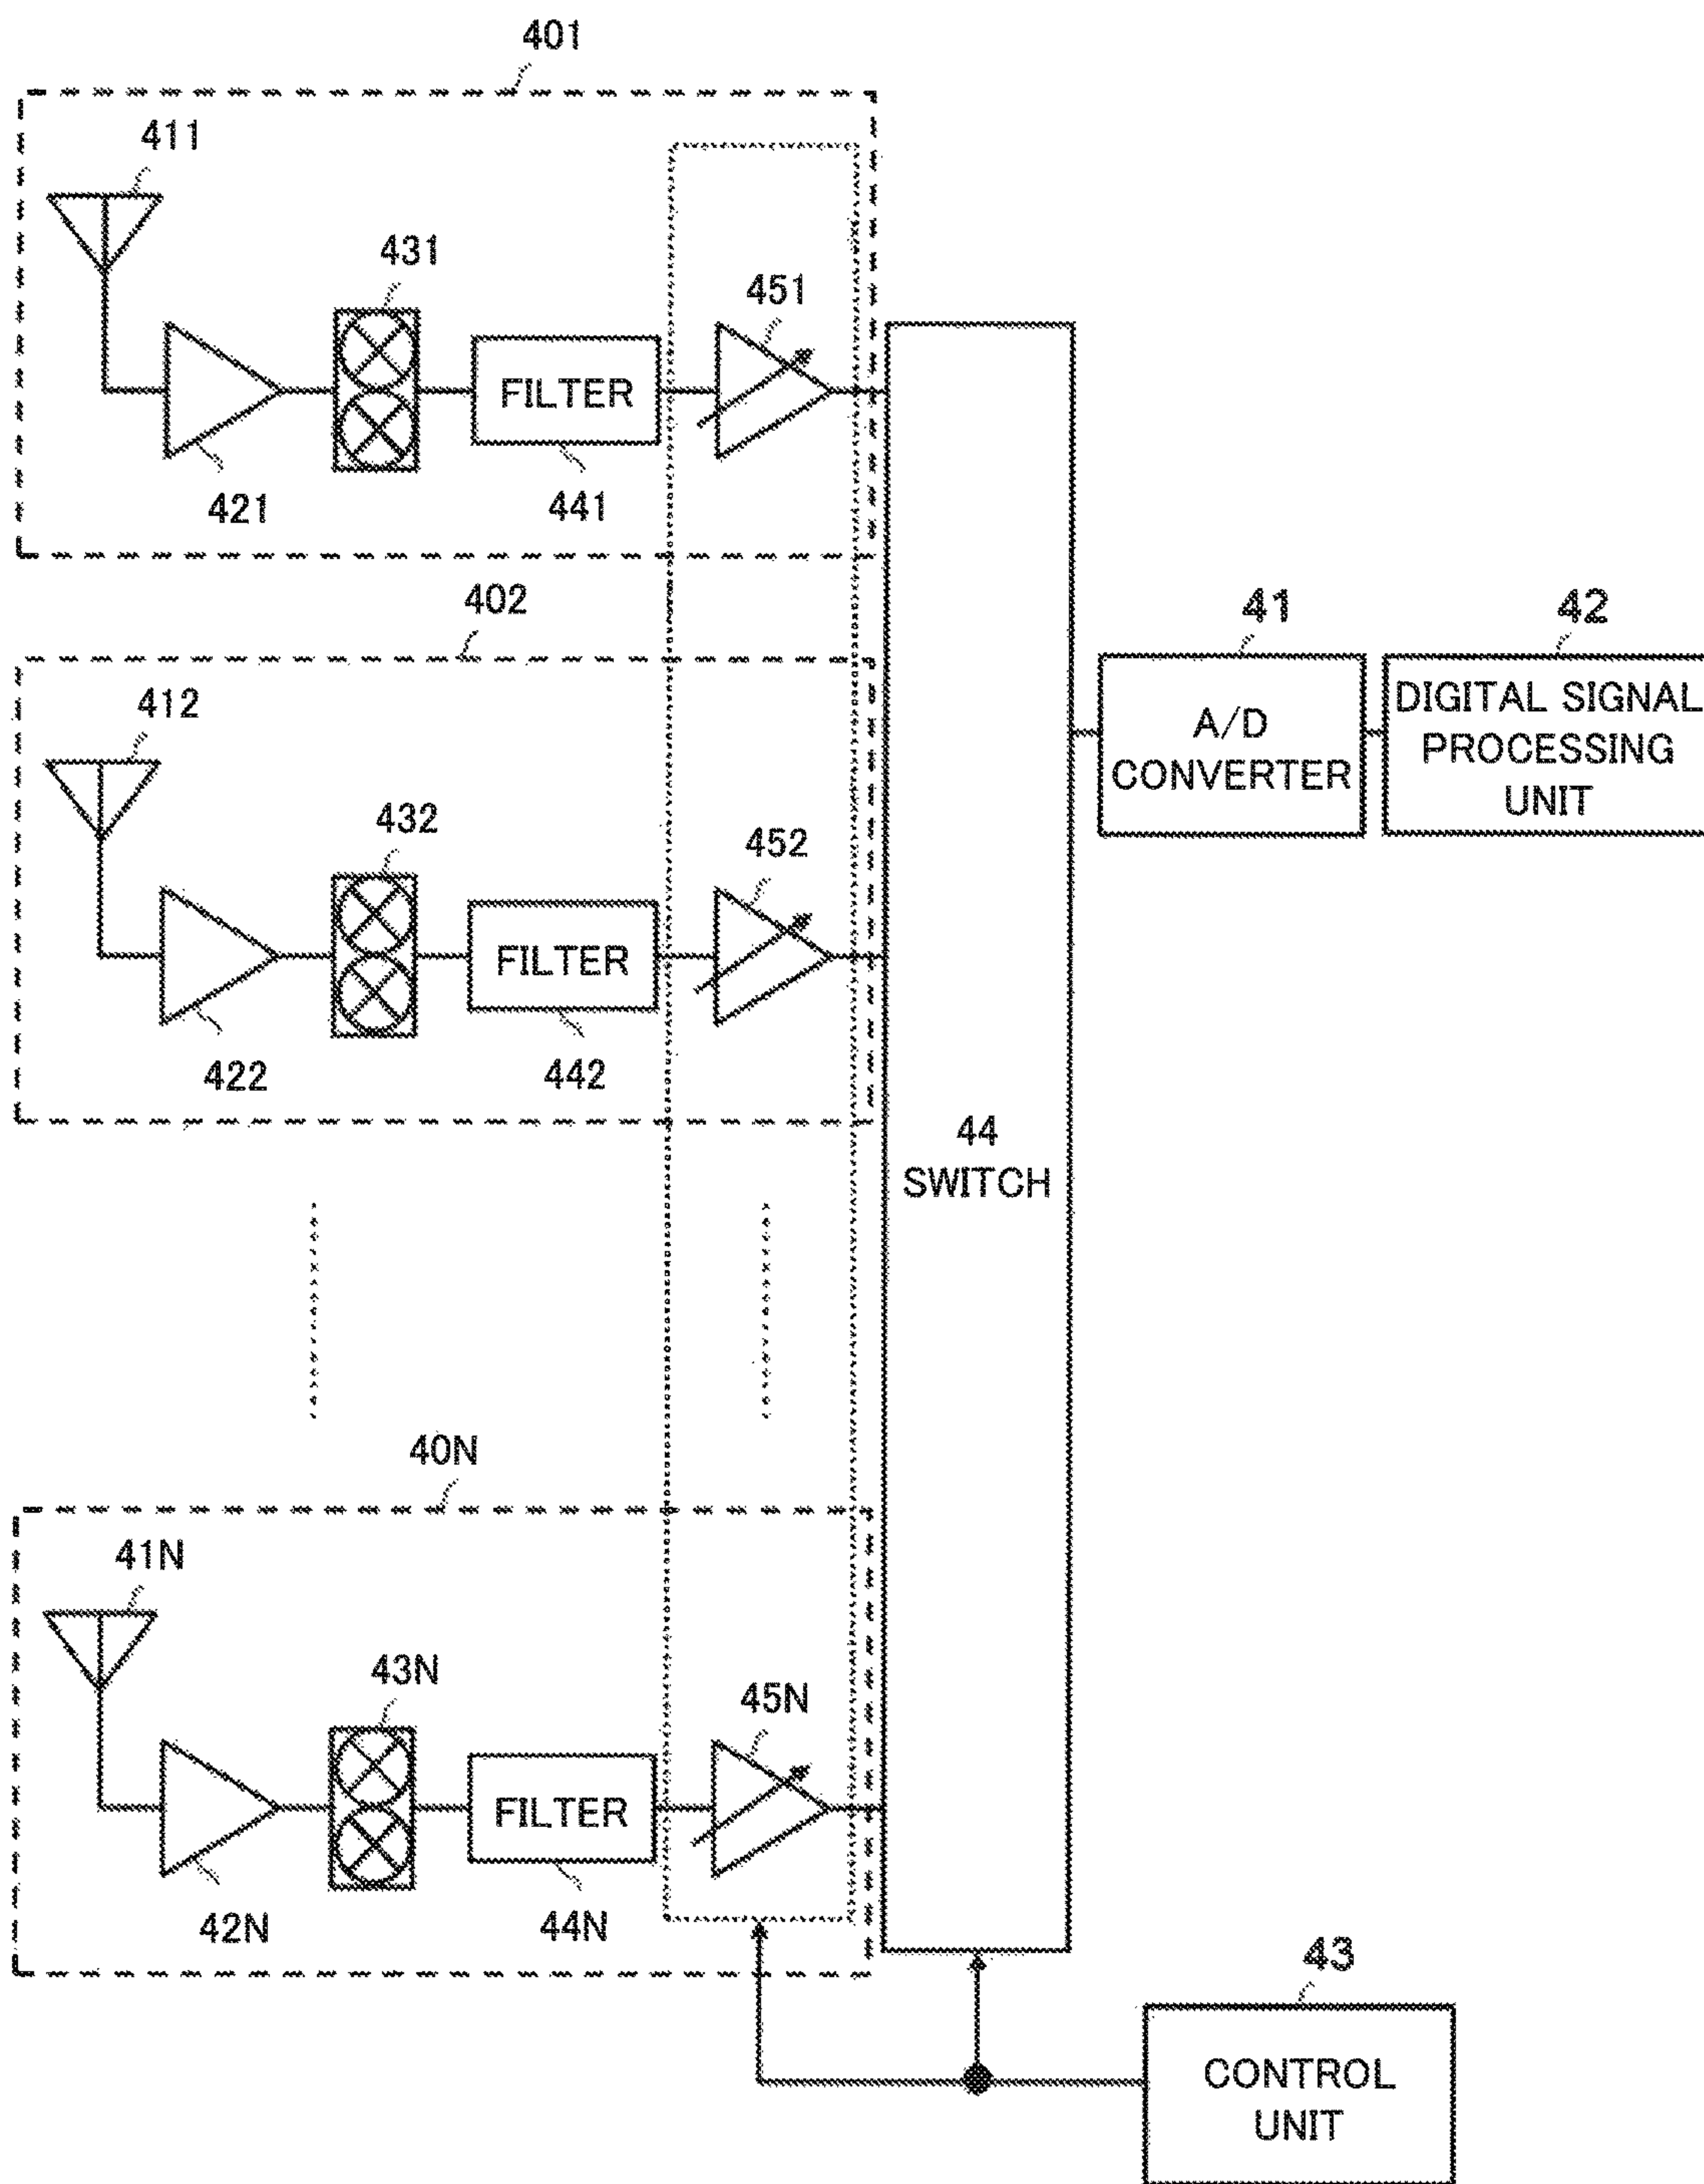 401
411
431
451
FILTER
421
441
402
41
42
412
A/D
CONVERTER
DIGITAL SIGNAL
PROCESSING
UNIT
432
452
FILTER
422
442
44
SWITCH
40N
41N
43N
45N
FILTER
42N
44N
43
CONTROL
UNIT